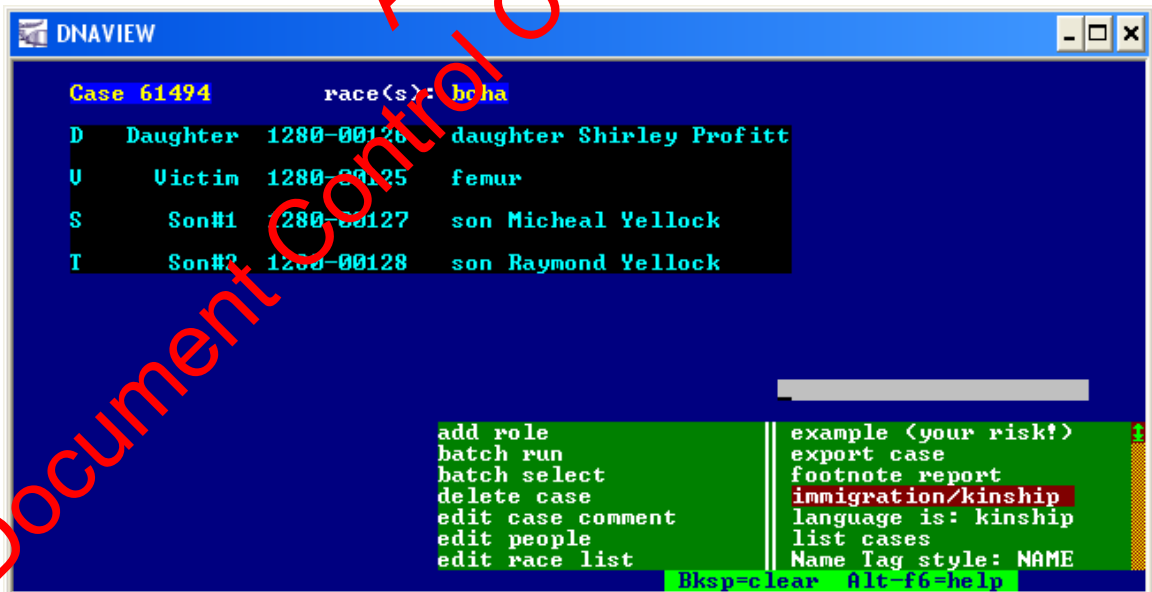 DNAVIEW
Case 61494 race(s): bcha
D Daughter 1280-00126 daughter Shirley Profitt
V Victim 1280-00125 femur
S Son#1 1280-00127 son Micheal Yellock
T Son#2 1280-00128 son Raymond Yellock
add role
batch run
batch select
delete case
edit case comment
edit people
edit race list
example (your risk!)
export case
footnote report
immigration/kinship
language is: kinship
list cases
Name Tag style: NAME
Bksp=clear Alt-f6=help
Document Control